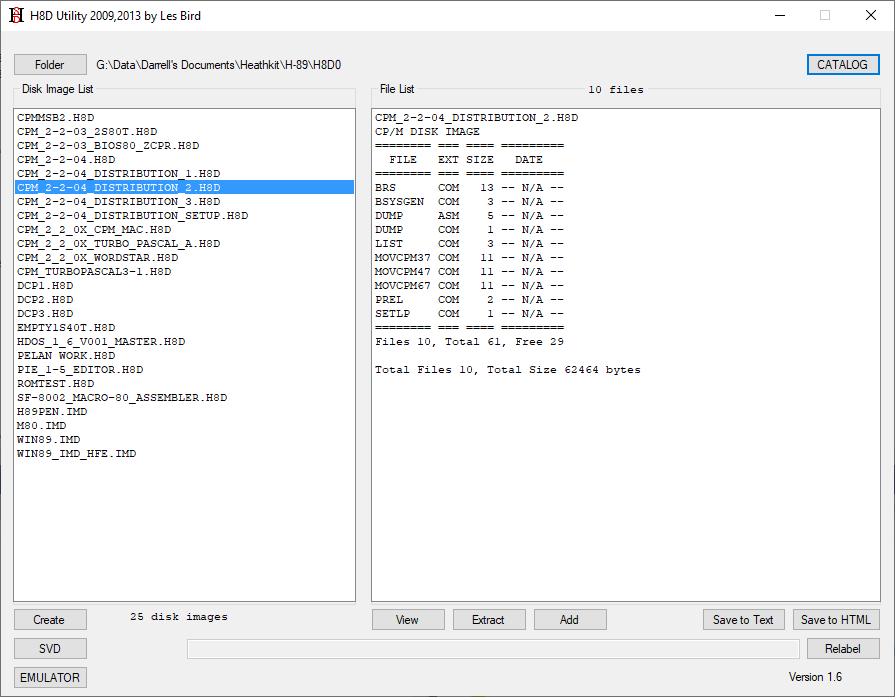 H8D Utility 2009,2013 by Les Bird
Folder
G:\Data\Darrell's Documents\Heathkit\H-89\H8D0
CATALOG
Disk Image List
CPMMSB2.H8D
CPM_2-2-03_2S80T.H8D
CPM_2-2-03_BIOS80_ZCPR.H8D
CPM_2-2-04.H8D
CPM_2-2-04_DISTRIBUTION_1.H8D
CPM_2-2-04_DISTRIBUTION_2.H8D
CPM_2-2-04_DISTRIBUTION_3.H8D
CPM_2-2-04_DISTRIBUTION_SETUP.H8D
CPM_2_2_0X_CPM_MAC.H8D
CPM_2_2_0X_TURBO_PASCAL_A.H8D
CPM_2_2_0X_WORDSTAR.H8D
CPM_TURBOPASCAL3-1.H8D
DCP1.H8D
DCP2.H8D
DCP3.H8D
EMPTY1S40T.H8D
HDOS_1_6_V001_MASTER.H8D
PELAN WORK.H8D
PIE_1-5_EDITOR.H8D
ROMTEST.H8D
SF-8002_MACRO-80_ASSEMBLER.H8D
H89PEN.IMD
M80.IMD
WIN89.IMD
WIN89_IMD_HFE.IMD
File List
10 files
CPM_2-2-04_DISTRIBUTION_2.H8D
CP/M DISK IMAGE
======== === ==== =========
FILE EXT SIZE DATE
======== === ==== =========
BRS COM 13 -- N/A --
BSYSGEN COM 3 -- N/A --
DUMP ASM 5 -- N/A --
DUMP COM 1 -- N/A --
LIST COM 3 -- N/A --
MOVCPM37 COM 11 -- N/A --
MOVCPM47 COM 11 -- N/A --
MOVCPM67 COM 11 -- N/A --
PREL COM 2 -- N/A --
SETLP COM 1 -- N/A --
======== === ==== =========
Files 10, Total 61, Free 29
Total Files 10, Total Size 62464 bytes
Create
25 disk images
View
Extract
Add
Save to Text
Save to HTML
SVD
Relabel
EMULATOR
Version 1.6